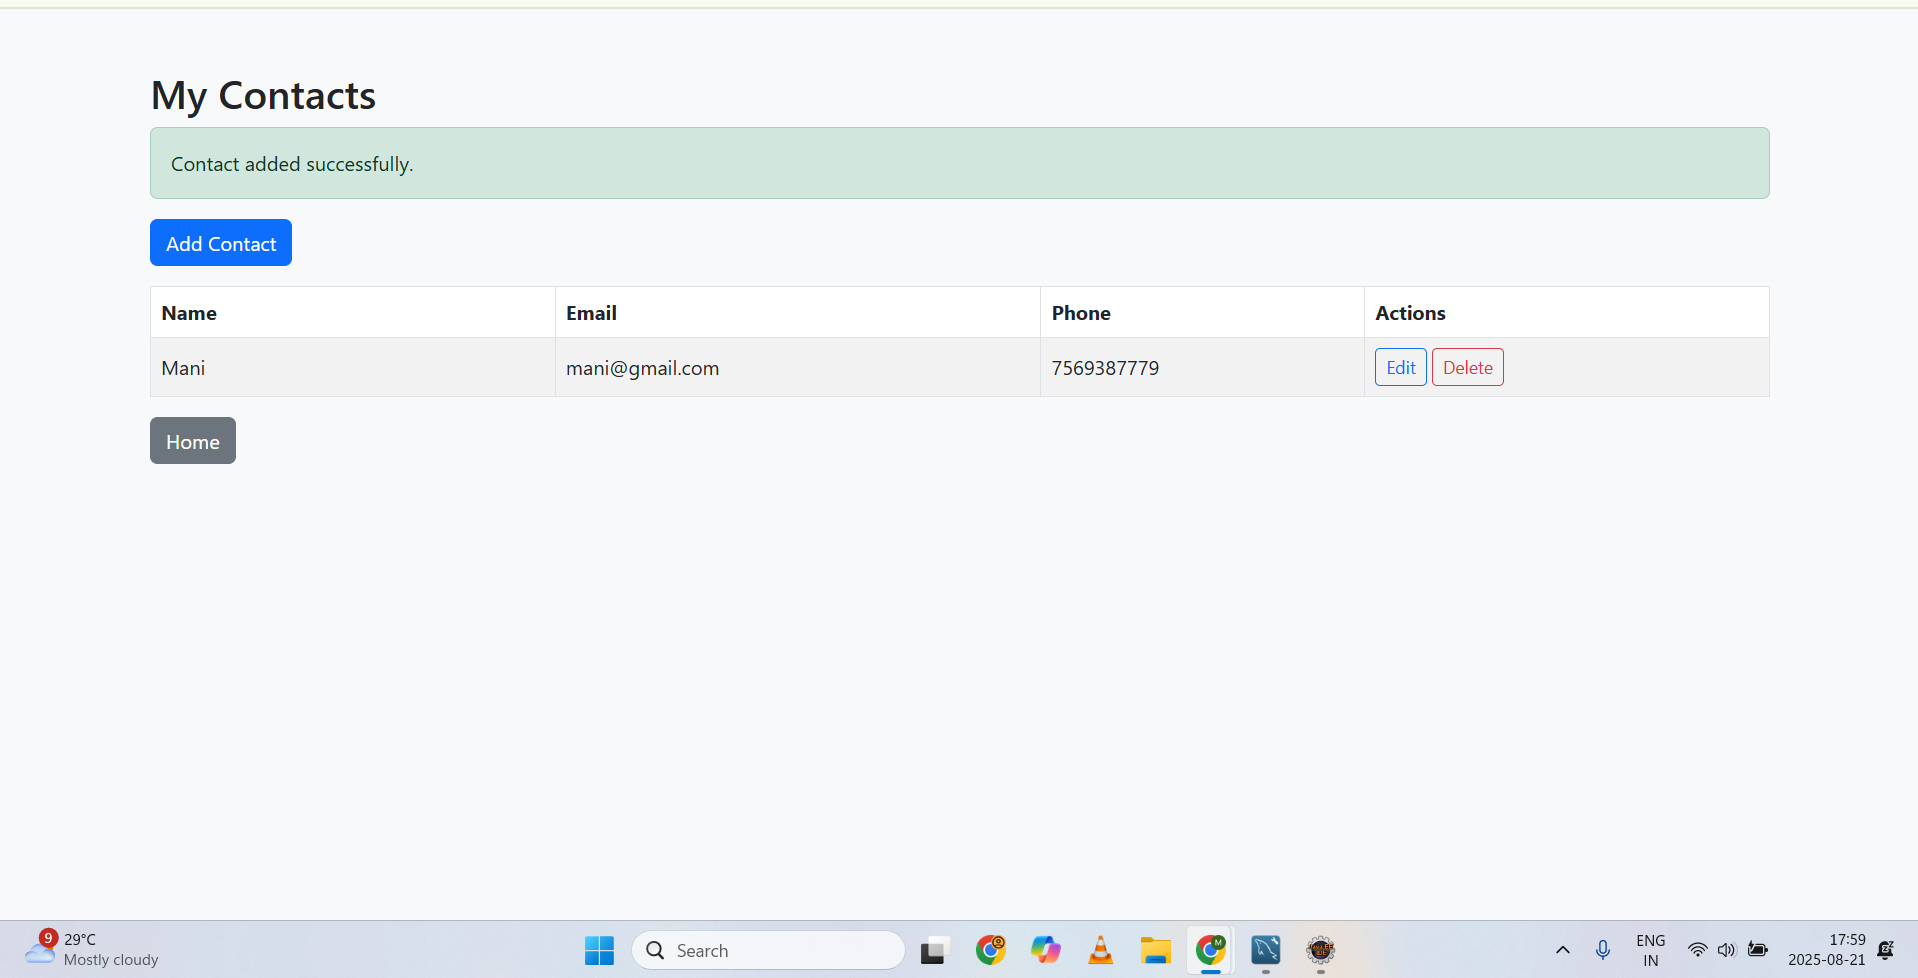 My Contacts
Contact added successfully.
Add Contact
Name Email Phone Actions
Mani mani@gmail.com 7569387779 Edit Delete
Home
9
29°C
Mostly cloudy
Search
M
ENG
IN
17:59
2025-08-21